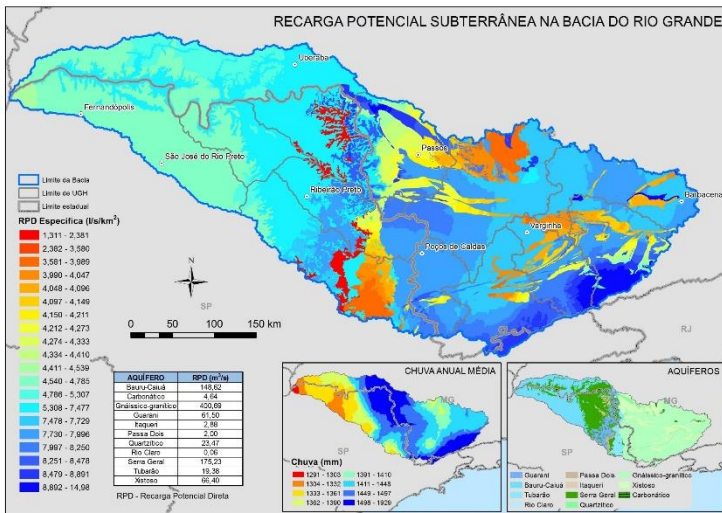 RECARGA POTENCIAL SUBTERRÂNEA NA BACIA DO RIO GRANDE
Uberaba
Fernandópolis
São José do Rio Preto
Ribeirão Preto
Passos
Barbacena
Varginha
Poços de Caldas
SP
RJ
Limite da Bacia
Limite de UGH
Limite estadual
RPD Específica (l/s/km²)
1,311 - 2,381
2,382 - 3,580
3,581 - 3,989
3,990 - 4,047
4,048 - 4,096
4,097 - 4,149
4,150 - 4,211
4,212 - 4,273
4,274 - 4,333
4,334 - 4,410
4,411 - 4,539
4,540 - 4,785
4,786 - 5,307
5,308 - 7,477
7,478 - 7,729
7,730 - 7,996
7,997 - 8,250
8,251 - 8,478
8,479 - 8,891
8,892 - 14,98
N
0 25 50 100 150 km
AQUÍFERO RPD (m³/s)
Bauru-Caiuá 148,62
Carbonático 4,64
Gnáissico-granítico 400,69
Guarani 61,50
Itaqueri 2,88
Passa Dois 2,00
Quartzítico 23,47
Rio Claro 0,06
Serra Geral 175,23
Tubarão 19,38
Xistoso 66,40
RPD - Recarga Potencial Direta
CHUVA ANUAL MÉDIA
MG
SP
Chuva (mm)
1291 - 1303
1304 - 1332
1333 - 1361
1362 - 1390
1391 - 1410
1411 - 1448
1449 - 1497
1498 - 1929
AQUÍFEROS
MG
SP
Guarani
Bauru-Caiuá
Tubarão
Rio Claro
Passa Dois
Itaqueri
Serra Geral
Quartzítico
Gnáissico-granítico
Xistoso
Carbonático